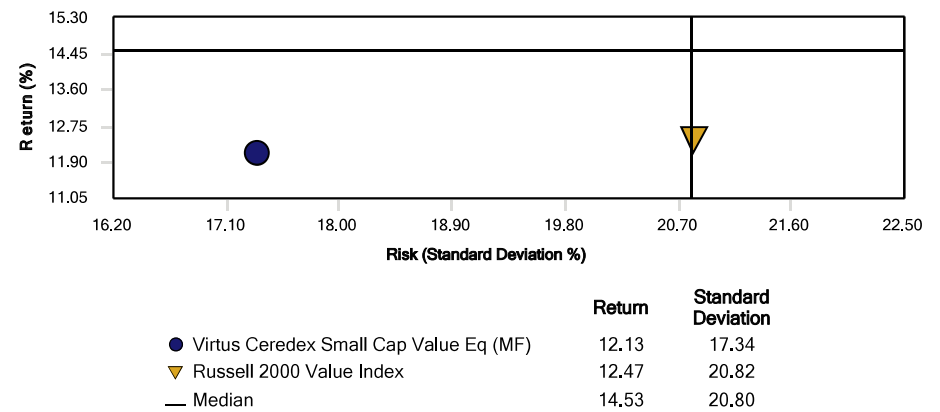 15.30
14.45
13.60
12.75
11.90
11.05
Return (%)
16.20 17.10 18.00 18.90 19.80 20.70 21.60 22.50
Risk (Standard Deviation %)
Return Standard Deviation
Virtus Ceredex Small Cap Value Eq (MF) 12.13 17.34
Russell 2000 Value Index 12.47 20.82
Median 14.53 20.80